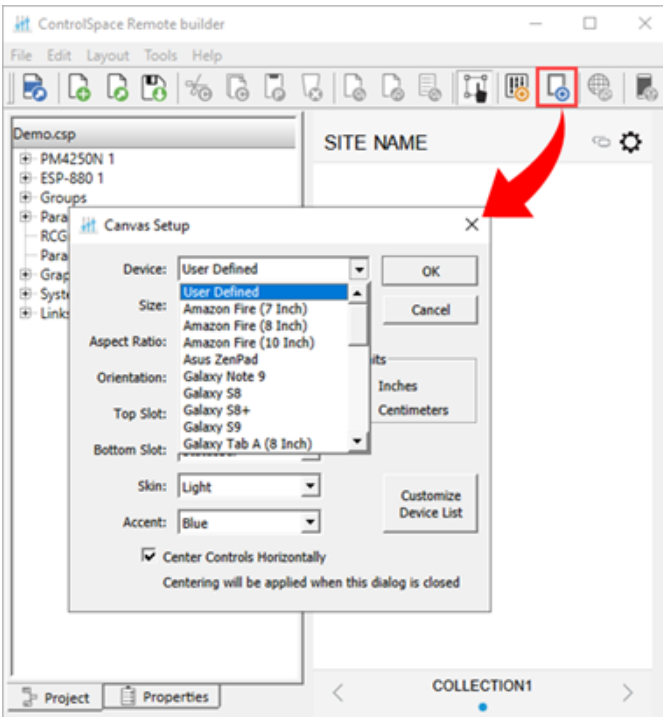 ControlSpace Remote builder
File Edit Layout Tools Help
Demo.csp
PM4250N 1
ESP-880 1
Groups
Para
RCG
Para
Grap
Syste
Links
SITE NAME
Canvas Setup
Device: User Defined
OK
User Defined
Amazon Fire (7 Inch)
Amazon Fire (8 Inch)
Amazon Fire (10 Inch)
Asus ZenPad
Galaxy Note 9
Galaxy S8
Galaxy S8+
Galaxy S9
Galaxy Tab A (8 Inch)
Size:
Cancel
Aspect Ratio:
its
Orientation:
Inches
Top Slot:
Centimeters
Bottom Slot:
Skin: Light
Customize
Device List
Accent: Blue
Center Controls Horizontally
Centering will be applied when this dialog is closed
Project Properties
COLLECTION1